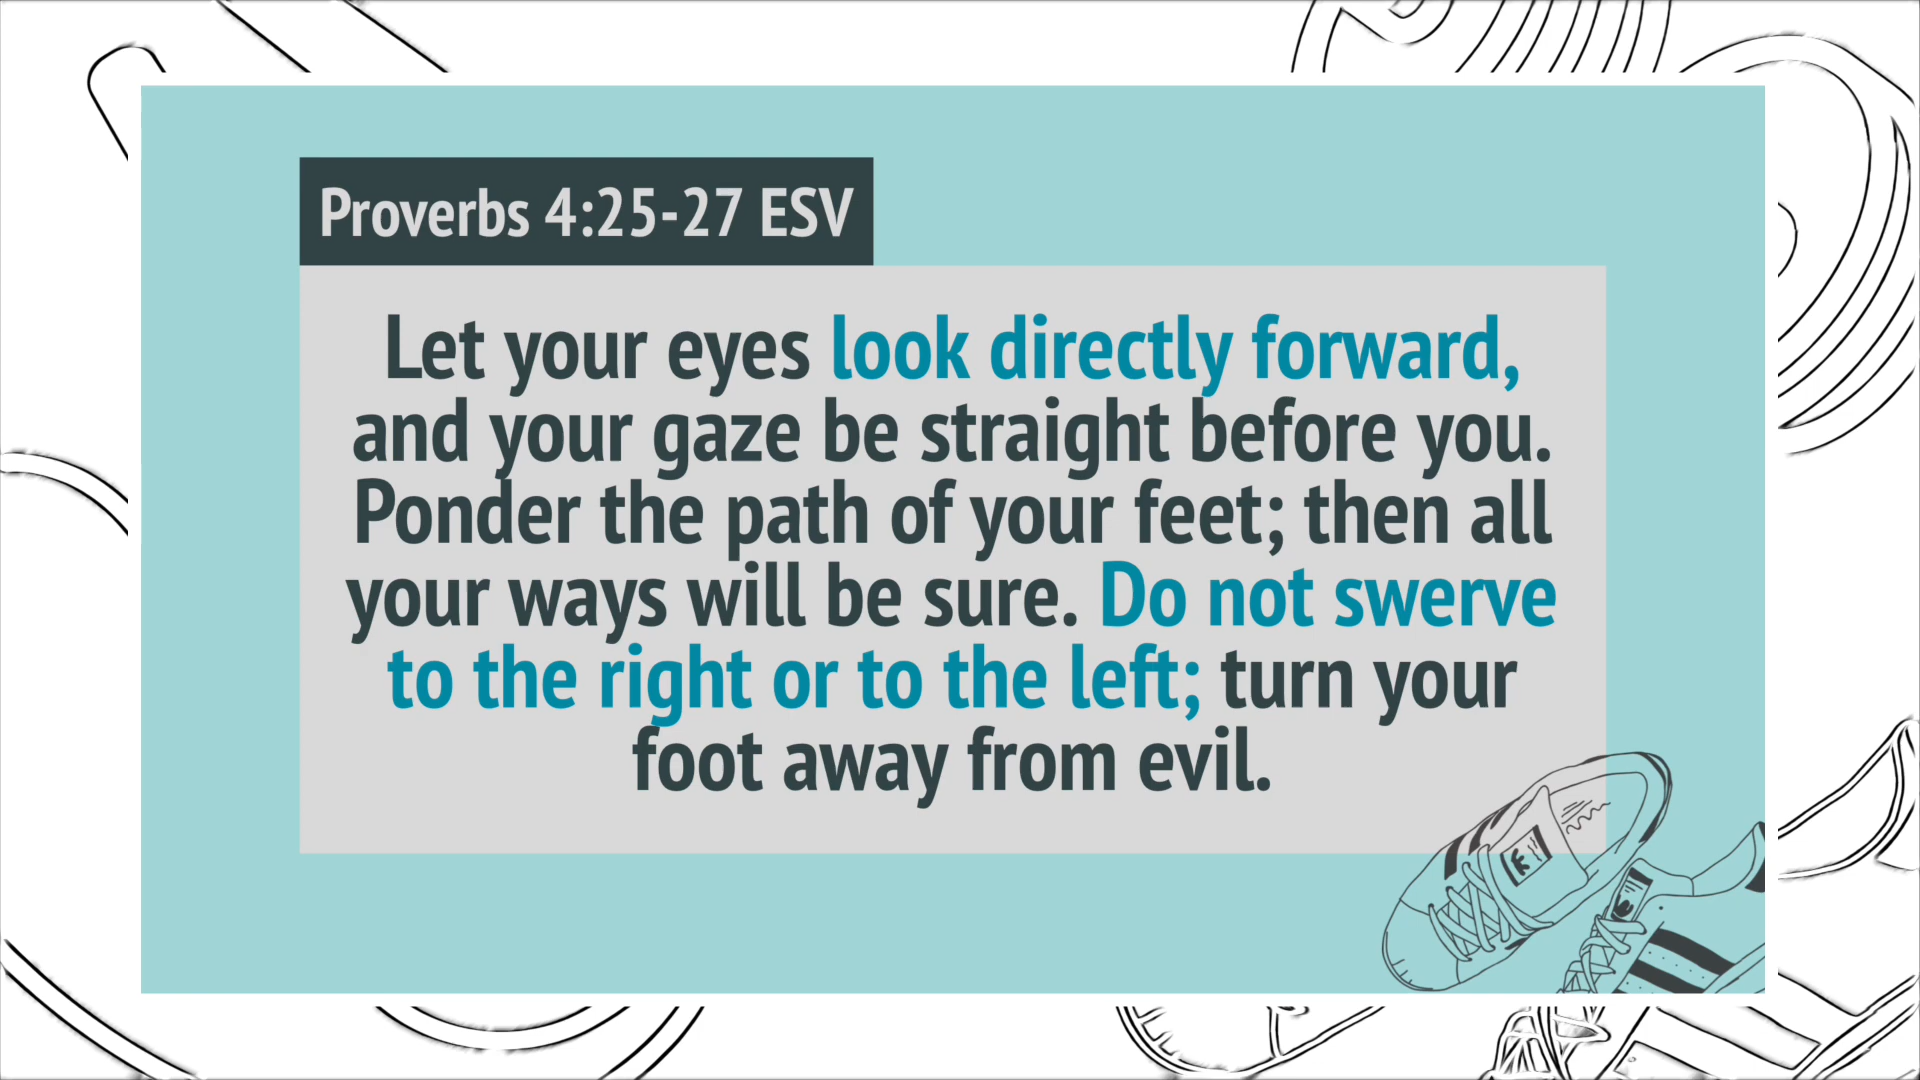 Proverbs 4:25-27 ESV
Let your eyes look directly forward,
and your gaze be straight before you.
Ponder the path of your feet; then all
your ways will be sure. Do not swerve
to the right or to the left; turn your
foot away from evil.